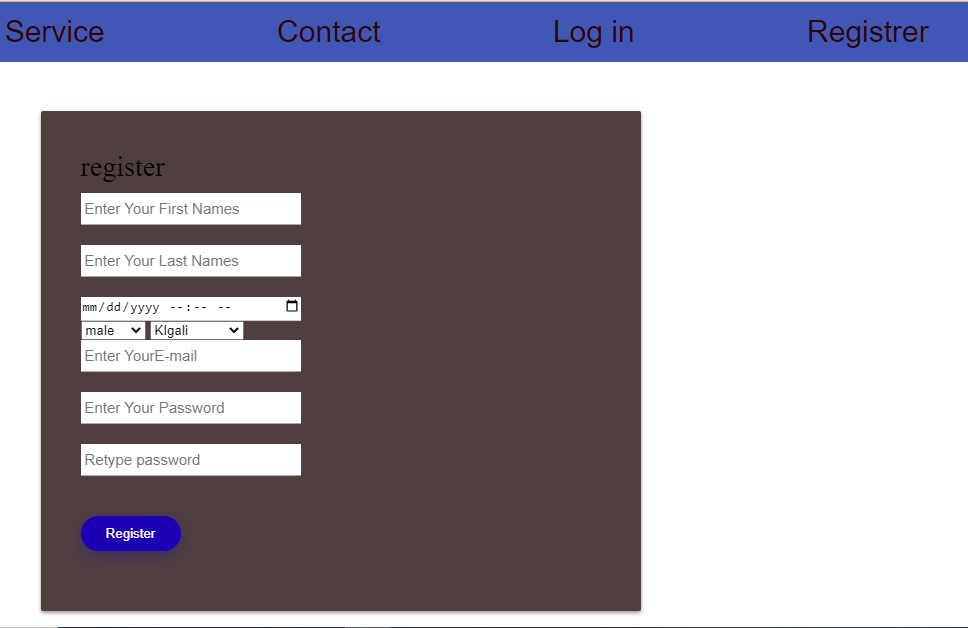 Service Contact Log in Registrer
register
Enter Your First Names
Enter Your Last Names
mm/dd/yyyy --:-- --
male KIgali
Enter YourE-mail
Enter Your Password
Retype password
Register